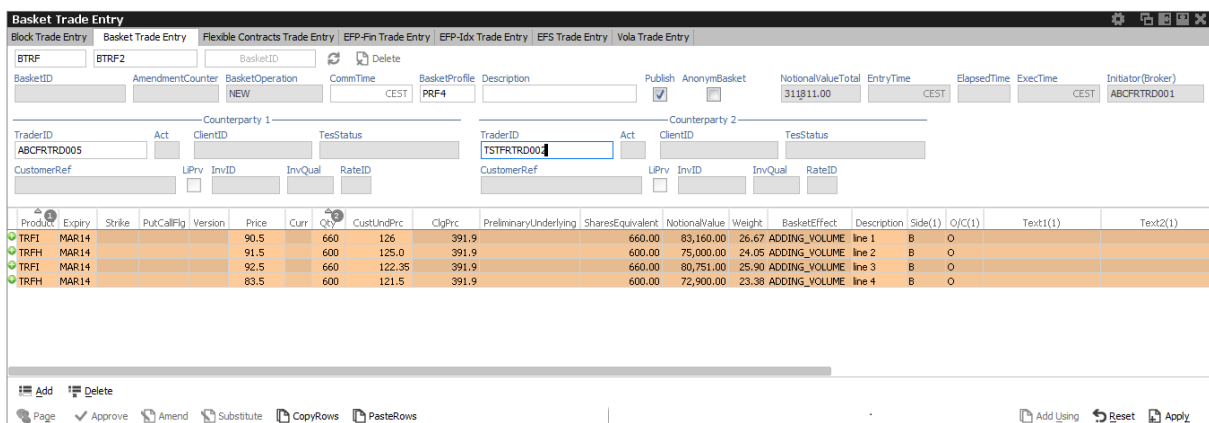 Basket Trade Entry
Block Trade Entry Basket Trade Entry Flexible Contracts Trade Entry EFP-Fin Trade Entry EFP-Idx Trade Entry EFS Trade Entry Vola Trade Entry
BTRF BTRF2 BasketID Delete
BasketID AmendmentCounter BasketOperation CommTime BasketProfile Description Publish AnonymBasket NotionalValueTotal EntryTime ElapsedTime ExecTime Initiator(Broker)
NEW CEST PRF4 311811.00 CEST CEST ABCFRTRD001
Counterparty 1 Counterparty 2
TraderID Act ClientID TesStatus TraderID Act ClientID TesStatus
ABCFRTRD005 TSTFRTRD002
CustomerRef LiPrv InvID InvQual RateID CustomerRef LiPrv InvID InvQual RateID
Product 1 Expiry Strike PutCallFlg Version Price Curr Qty 2 CustUndPrc ClgPrc PreliminaryUnderlying SharesEquivalent NotionalValue Weight BasketEffect Description Side(1) O/C(1) Text1(1) Text2(1)
TRFI MAR14 90.5 660 126 391.9 660.00 83,160.00 26.67 ADDING_VOLUME line 1 B O
TRFH MAR14 91.5 600 125.0 391.9 600.00 75,000.00 24.05 ADDING_VOLUME line 2 B O
TRFI MAR14 92.5 660 122.35 391.9 660.00 80,751.00 25.90 ADDING_VOLUME line 3 B O
TRFH MAR14 83.5 600 121.5 391.9 600.00 72,900.00 23.38 ADDING_VOLUME line 4 B O
Add Delete
Page Approve Amend Substitute CopyRows PasteRows Add Using Reset Apply